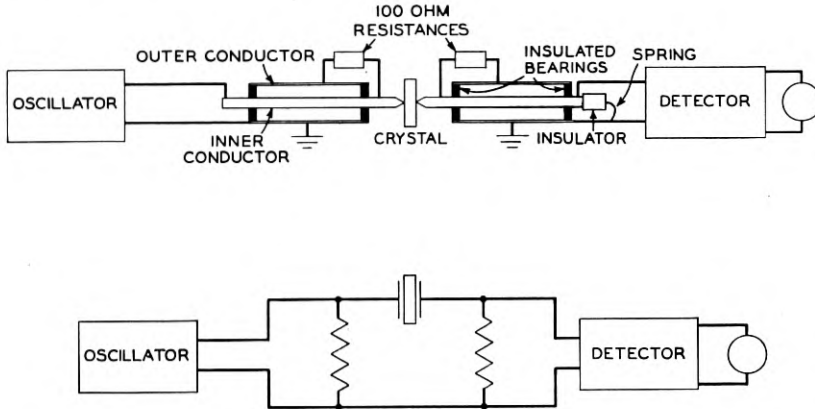 100 OHM
RESISTANCES
OUTER CONDUCTOR
INSULATED
BEARINGS
SPRING
OSCILLATOR
DETECTOR
INNER
CONDUCTOR
CRYSTAL
INSULATOR
OSCILLATOR
DETECTOR